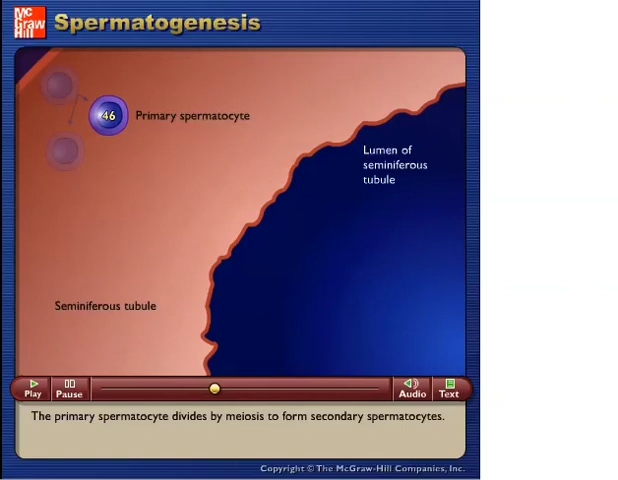 Mc
Graw
Hill
Spermatogenesis
46
Primary spermatocyte
Lumen of
seminiferous
tubule
Seminiferous tubule
Play
Pause
Audio
Text
The primary spermatocyte divides by meiosis to form secondary spermatocytes.
Copyright © The McGraw-Hill Companies, Inc.